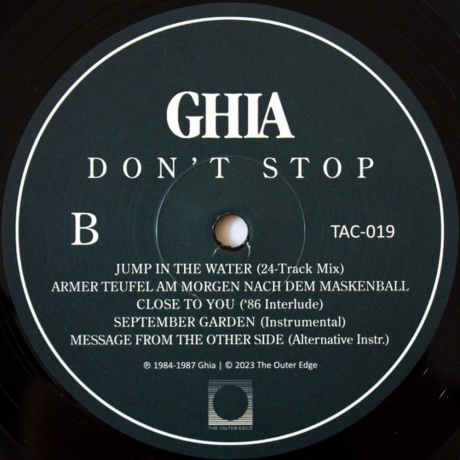 GHIA
DON'T STOP
B
TAC-019
JUMP IN THE WATER (24-Track Mix)
ARMER TEUFEL AM MORGEN NACH DEM MASKENBALL
CLOSE TO YOU ('86 Interlude)
SEPTEMBER GARDEN (Instrumental)
MESSAGE FROM THE OTHER SIDE (Alternative Instr.)
℗ 1984-1987 Ghia | © 2023 The Outer Edge
THE OUTER EDGE